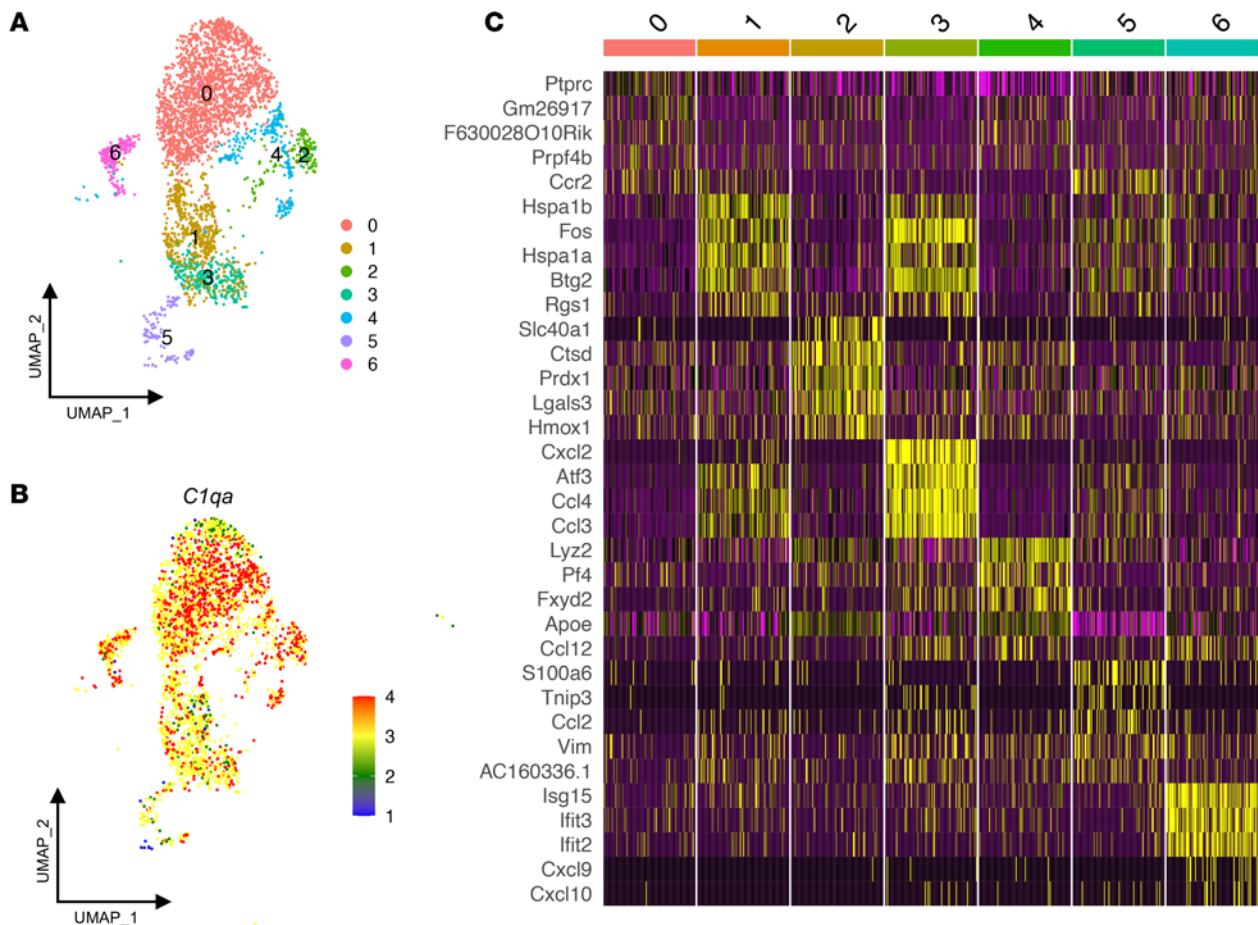 A
0
6
4
2
1
3
5
0
1
2
3
4
5
6
UMAP_2
UMAP_1
B
C1qa
4
3
2
1
UMAP_2
UMAP_1
C
0 1 2 3 4 5 6
Ptprc
Gm26917
F630028O10Rik
Prpf4b
Ccr2
Hspa1b
Fos
Hspa1a
Btg2
Rgs1
Slc40a1
Ctsd
Prdx1
Lgals3
Hmox1
Cxcl2
Atf3
Ccl4
Ccl3
Lyz2
Pf4
Fxyd2
Apoe
Ccl12
S100a6
Tnip3
Ccl2
Vim
AC160336.1
Isg15
Ifit3
Ifit2
Cxcl9
Cxcl10